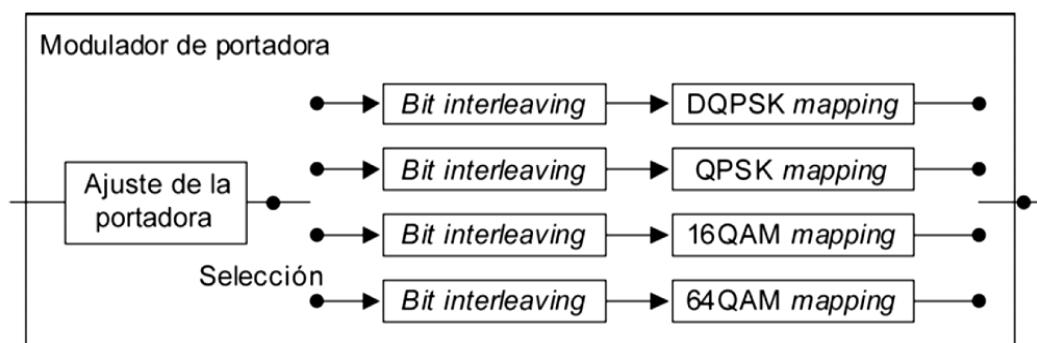 Modulador de portadora
Bit interleaving
DQPSK mapping
Bit interleaving
QPSK mapping
Ajuste de la
portadora
Bit interleaving
16QAM mapping
Selección
Bit interleaving
64QAM mapping